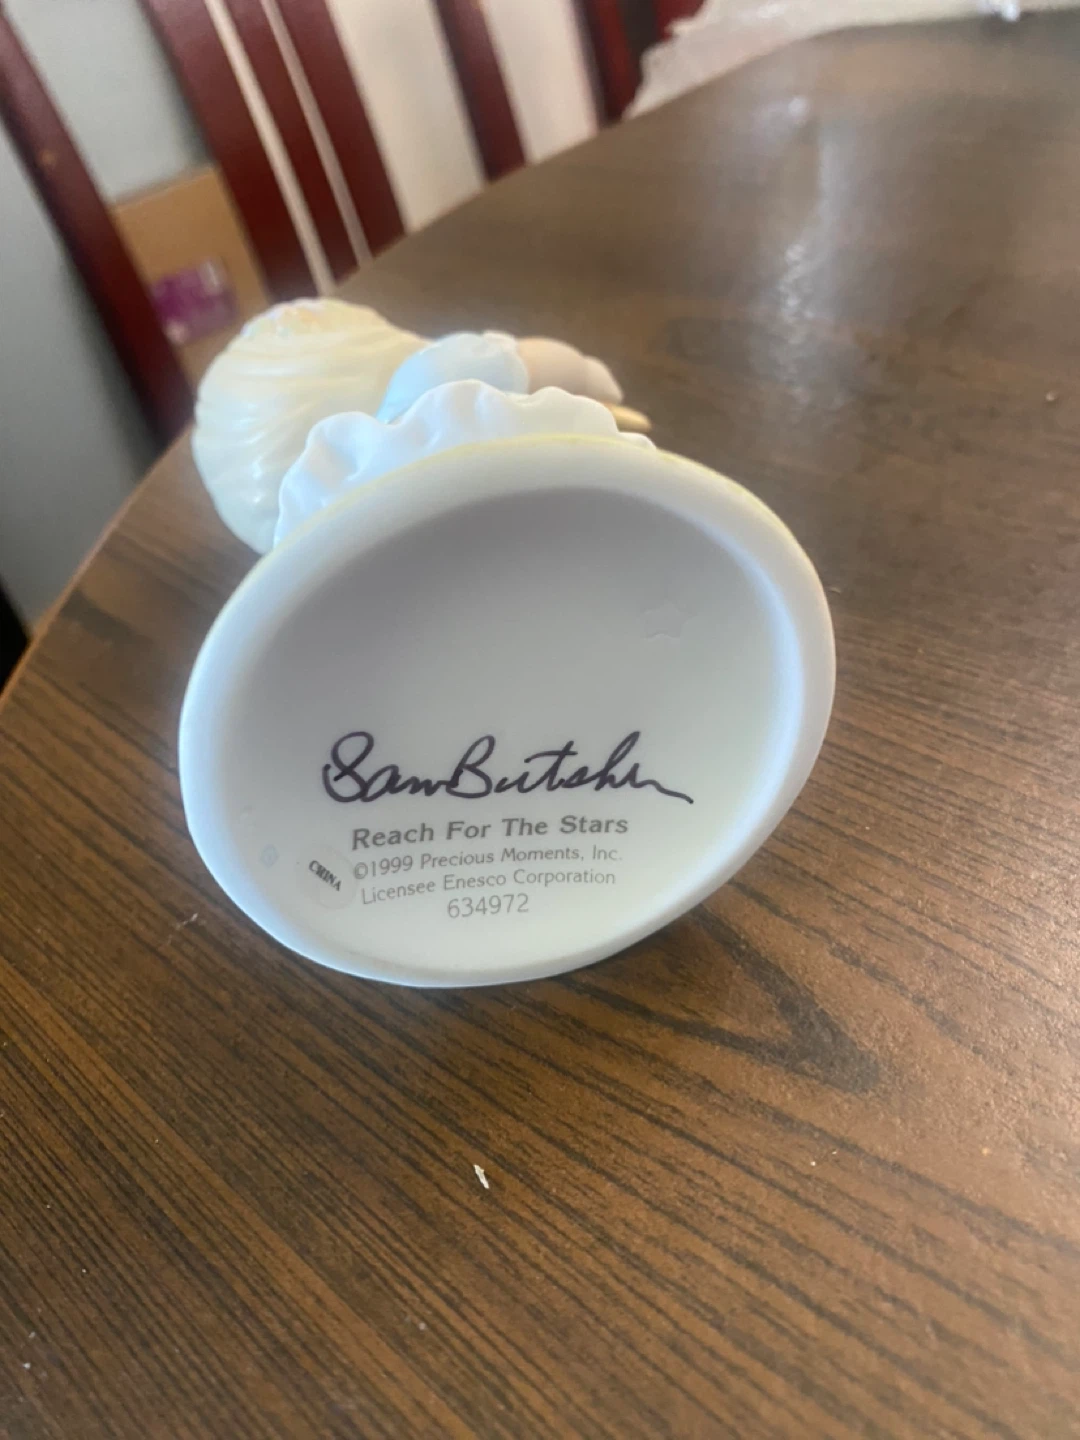 Sam Butcher
Reach For The Stars
©1999 Precious Moments, Inc.
Licensee Enesco Corporation
634972
CHINA